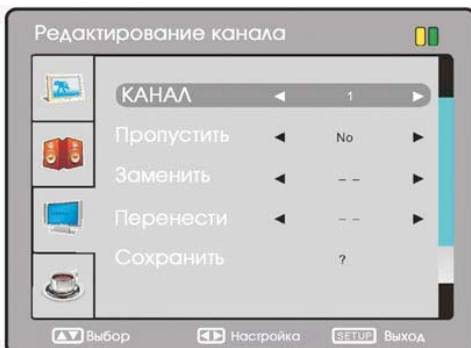 Редактирование канала
КАНАЛ ◀ 1 ▶
Пропустить ◀ No ▶
Заменить ◀ -- ▶
Перенести ◀ -- ▶
Сохранить ?
▲▼ Выбор ◀▶ Настройка SETUP Выход